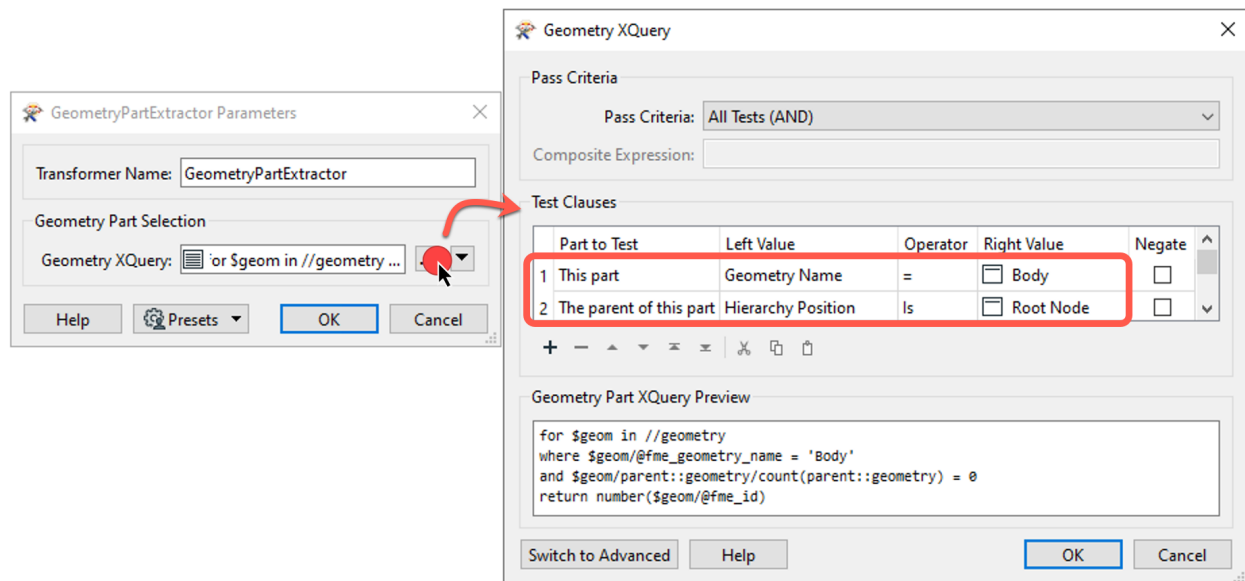 GeometryPartExtractor Parameters
Transformer Name: GeometryPartExtractor
Geometry Part Selection
Geometry XQuery: or $geom in //geometry ...
Help Presets OK Cancel
Geometry XQuery
Pass Criteria
Pass Criteria: All Tests (AND)
Composite Expression:
Test Clauses
Part to Test Left Value Operator Right Value Negate
1 This part Geometry Name = Body
2 The parent of this part Hierarchy Position Is Root Node
Geometry Part XQuery Preview
for $geom in //geometry
where $geom/@fme_geometry_name = 'Body'
and $geom/parent::geometry/count(parent::geometry) = 0
return number($geom/@fme_id)
Switch to Advanced Help OK Cancel